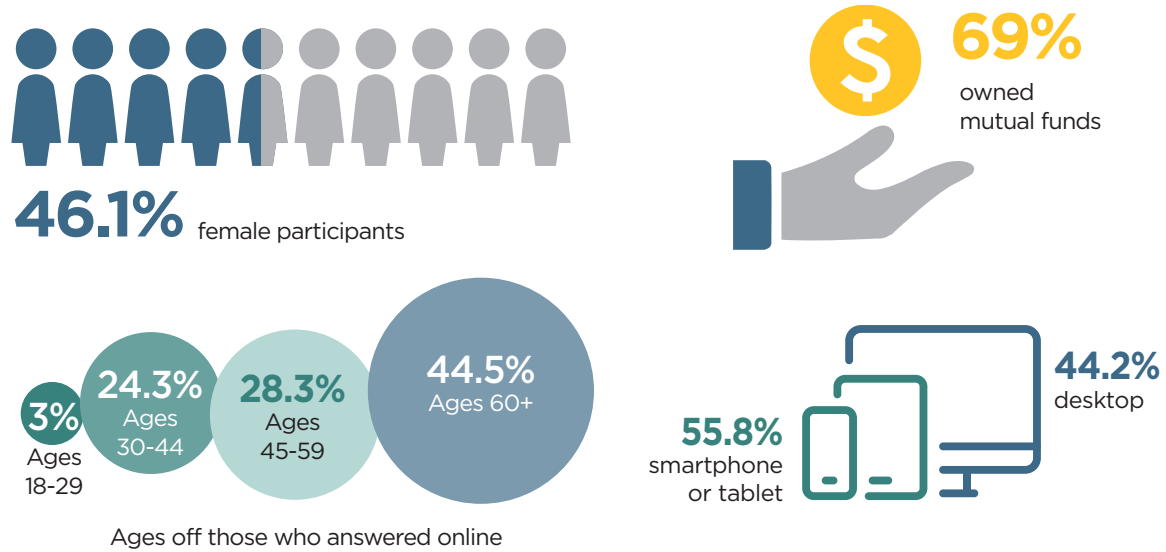 46.1% female participants
$
69%
owned
mutual funds
3%
Ages
18-29
24.3%
Ages
30-44
28.3%
Ages
45-59
44.5%
Ages 60+
Ages off those who answered online
55.8%
smartphone
or tablet
44.2%
desktop